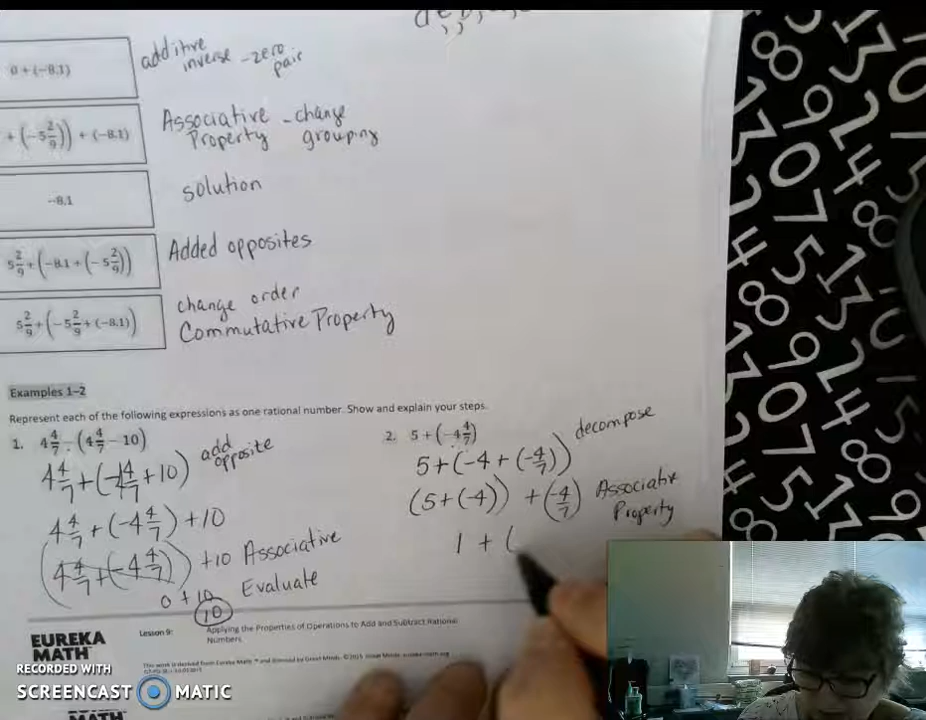 0 + (−8.1)
additive
inverse - zero
pair
+ (−5 2/9)) + (−8.1)
Associative - change
Property grouping
−8.1
solution
5 2/9 + (−8.1 + (−5 2/9))
Added opposites
5 2/9 + (−5 2/9 + (−8.1))
change order
Commutative Property
Examples 1–2
Represent each of the following expressions as one rational number. Show and explain your steps.
1. 4 4/7 − (4 4/7 − 10)
4 4/7 + (−4 4/7 + 10)
add
opposite
4 4/7 + (−4 4/7) + 10
(4 4/7 + (−4 4/7)) + 10 Associative
0 + 10 Evaluate
10
2. 5 + (−4 4/7)
decompose
5 + (−4 + (−4/7))
(5 + (−4)) + (−4/7) Associative
Property
1 + (
EUREKA
MATH
Lesson 9:
Applying the Properties of Operations to Add and Subtract Rational
Numbers
RECORDED WITH
SCREENCAST MATIC